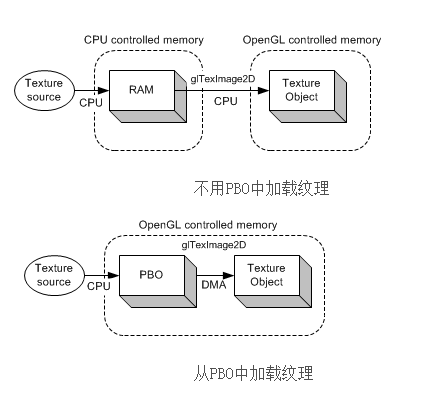 CPU controlled memory
OpenGL controlled memory
Texture
source
CPU
RAM
glTexImage2D
CPU
Texture
Object
不用PBO中加载纹理
OpenGL controlled memory
glTexImage2D
Texture
source
CPU
PBO
DMA
Texture
Object
从PBO中加载纹理